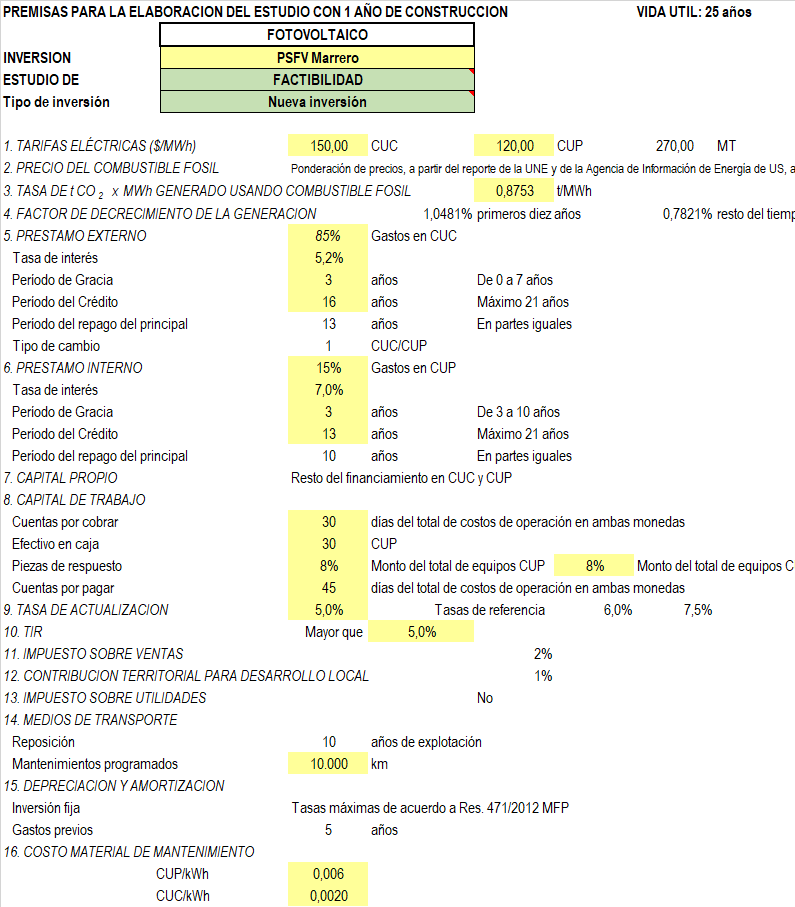 PREMISAS PARA LA ELABORACION DEL ESTUDIO CON 1 AÑO DE CONSTRUCCION VIDA UTIL: 25 años
FOTOVOLTAICO
INVERSION PSFV Marrero
ESTUDIO DE FACTIBILIDAD
Tipo de inversión Nueva inversión
1. TARIFAS ELÉCTRICAS ($/MWh) 150,00 CUC 120,00 CUP 270,00 MT
2. PRECIO DEL COMBUSTIBLE FOSIL Ponderación de precios, a partir del reporte de la UNE y de la Agencia de Información de Energía de US, a
3. TASA DE t CO 2 x MWh GENERADO USANDO COMBUSTIBLE FOSIL 0,8753 t/MWh
4. FACTOR DE DECRECIMIENTO DE LA GENERACION 1,0481% primeros diez años 0,7821% resto del tiemp
5. PRESTAMO EXTERNO 85% Gastos en CUC
Tasa de interés 5,2%
Período de Gracia 3 años De 0 a 7 años
Período del Crédito 16 años Máximo 21 años
Período del repago del principal 13 años En partes iguales
Tipo de cambio 1 CUC/CUP
6. PRESTAMO INTERNO 15% Gastos en CUP
Tasa de interés 7,0%
Período de Gracia 3 años De 3 a 10 años
Período del Crédito 13 años Máximo 21 años
Período del repago del principal 10 años En partes iguales
7. CAPITAL PROPIO Resto del financiamiento en CUC y CUP
8. CAPITAL DE TRABAJO
Cuentas por cobrar 30 días del total de costos de operación en ambas monedas
Efectivo en caja 30 CUP
Piezas de respuesto 8% Monto del total de equipos CUP 8% Monto del total de equipos C
Cuentas por pagar 45 días del total de costos de operación en ambas monedas
9. TASA DE ACTUALIZACION 5,0% Tasas de referencia 6,0% 7,5%
10. TIR Mayor que 5,0%
11. IMPUESTO SOBRE VENTAS 2%
12. CONTRIBUCION TERRITORIAL PARA DESARROLLO LOCAL 1%
13. IMPUESTO SOBRE UTILIDADES No
14. MEDIOS DE TRANSPORTE
Reposición 10 años de explotación
Mantenimientos programados 10.000 km
15. DEPRECIACION Y AMORTIZACION
Inversión fija Tasas máximas de acuerdo a Res. 471/2012 MFP
Gastos previos 5 años
16. COSTO MATERIAL DE MANTENIMIENTO
CUP/kWh 0,006
CUC/kWh 0,0020